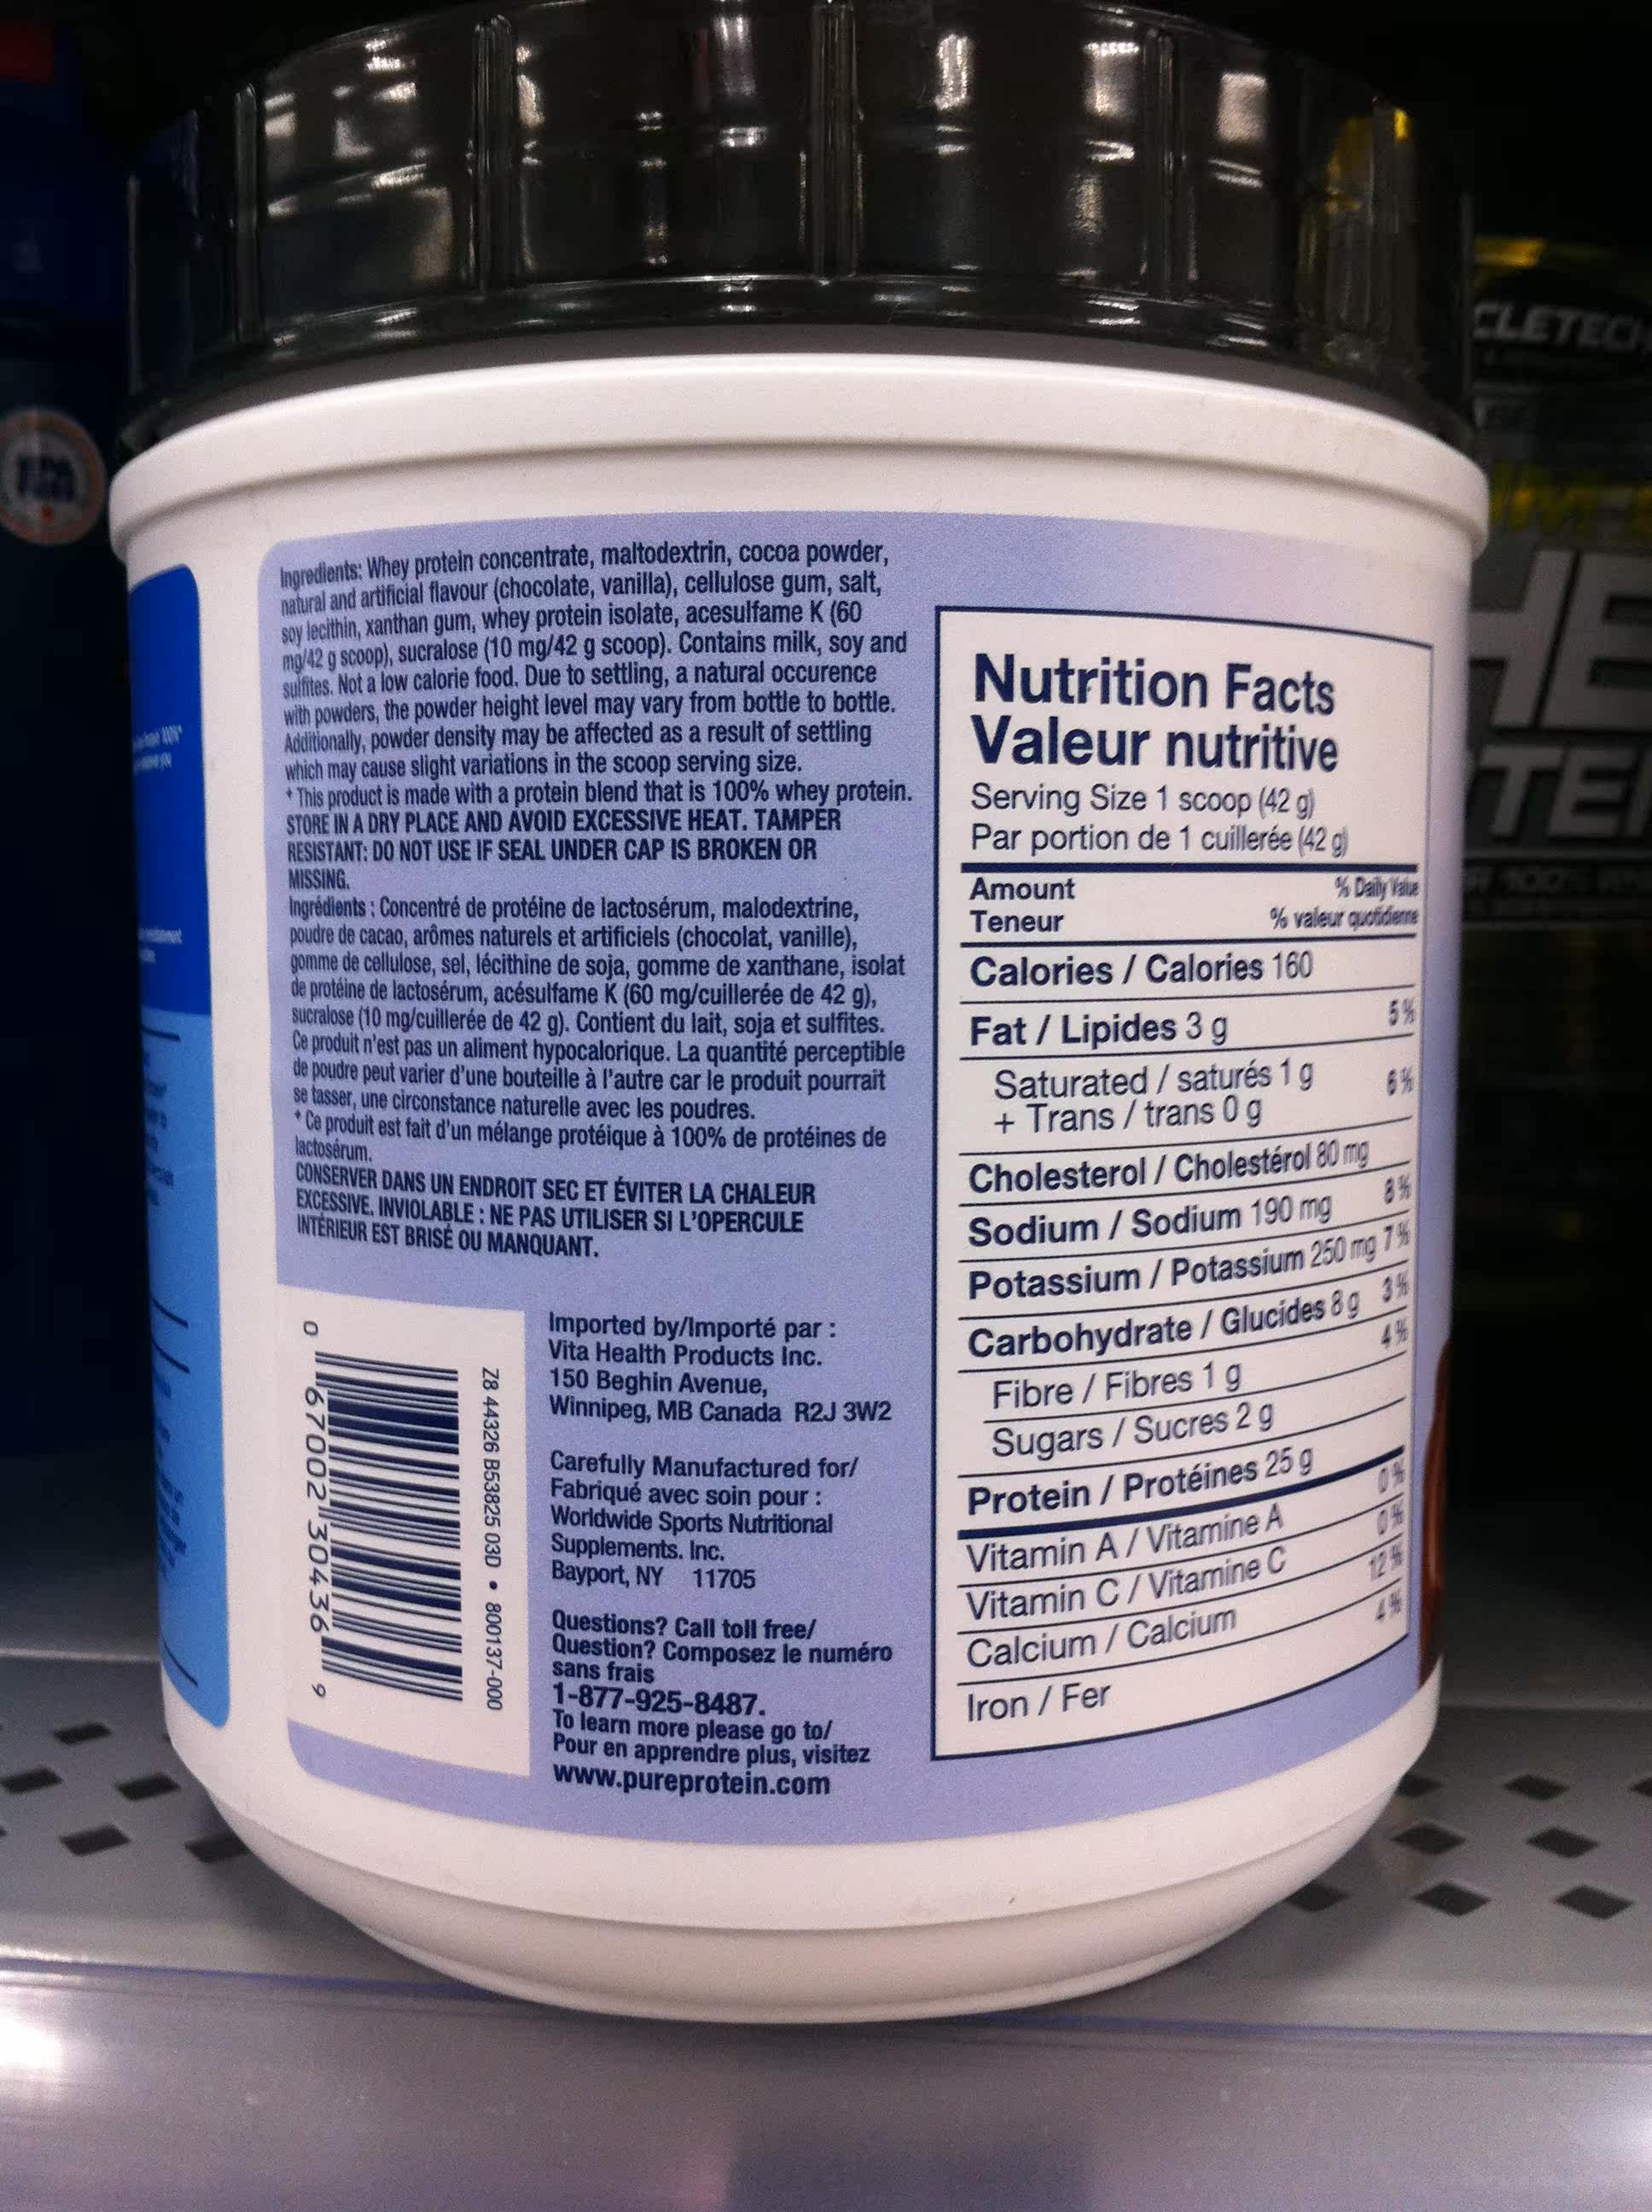 Ingredients: Whey protein concentrate, maltodextrin, cocoa powder,
natural and artificial flavour (chocolate, vanilla), cellulose gum, salt,
soy lecithin, xanthan gum, whey protein isolate, acesulfame K (60
mg/42 g scoop), sucralose (10 mg/42 g scoop). Contains milk, soy and
sulfites. Not a low calorie food. Due to settling, a natural occurence
with powders, the powder height level may vary from bottle to bottle.
Additionally, powder density may be affected as a result of settling
which may cause slight variations in the scoop serving size.
+ This product is made with a protein blend that is 100% whey protein.
STORE IN A DRY PLACE AND AVOID EXCESSIVE HEAT. TAMPER
RESISTANT: DO NOT USE IF SEAL UNDER CAP IS BROKEN OR
MISSING.
Ingrédients : Concentré de protéine de lactosérum, malodextrine,
poudre de cacao, arômes naturels et artificiels (chocolat, vanille),
gomme de cellulose, sel, lécithine de soja, gomme de xanthane, isolat
de protéine de lactosérum, acésulfame K (60 mg/cuillerée de 42 g),
sucralose (10 mg/cuillerée de 42 g). Contient du lait, soja et sulfites.
Ce produit n'est pas un aliment hypocalorique. La quantité perceptible
de poudre peut varier d'une bouteille à l'autre car le produit pourrait
se tasser, une circonstance naturelle avec les poudres.
+ Ce produit est fait d'un mélange protéique à 100% de protéines de
lactosérum.
CONSERVER DANS UN ENDROIT SEC ET ÉVITER LA CHALEUR
EXCESSIVE. INVIOLABLE : NE PAS UTILISER SI L'OPERCULE
INTÉRIEUR EST BRISÉ OU MANQUANT.
0 67002 30436 9
Z8 44326 B53825 03D • 800137-000
Imported by/Importé par :
Vita Health Products Inc.
150 Beghin Avenue,
Winnipeg, MB Canada R2J 3W2
Carefully Manufactured for/
Fabriqué avec soin pour :
Worldwide Sports Nutritional
Supplements. Inc.
Bayport, NY 11705
Questions? Call toll free/
Question? Composez le numéro
sans frais
1-877-925-8487.
To learn more please go to/
Pour en apprendre plus, visitez
www.pureprotein.com
Nutrition Facts
Valeur nutritive
Serving Size 1 scoop (42 g)
Par portion de 1 cuillerée (42 g)
Amount % Daily Value
Teneur % valeur quotidienne
Calories / Calories 160
Fat / Lipides 3 g 5 %
Saturated / saturés 1 g 6 %
+ Trans / trans 0 g
Cholesterol / Cholestérol 80 mg
Sodium / Sodium 190 mg 8 %
Potassium / Potassium 250 mg 7 %
Carbohydrate / Glucides 8 g 3 %
Fibre / Fibres 1 g 4 %
Sugars / Sucres 2 g
Protein / Protéines 25 g
Vitamin A / Vitamine A 0 %
Vitamin C / Vitamine C 0 %
Calcium / Calcium 12 %
Iron / Fer 4 %
CLETECH